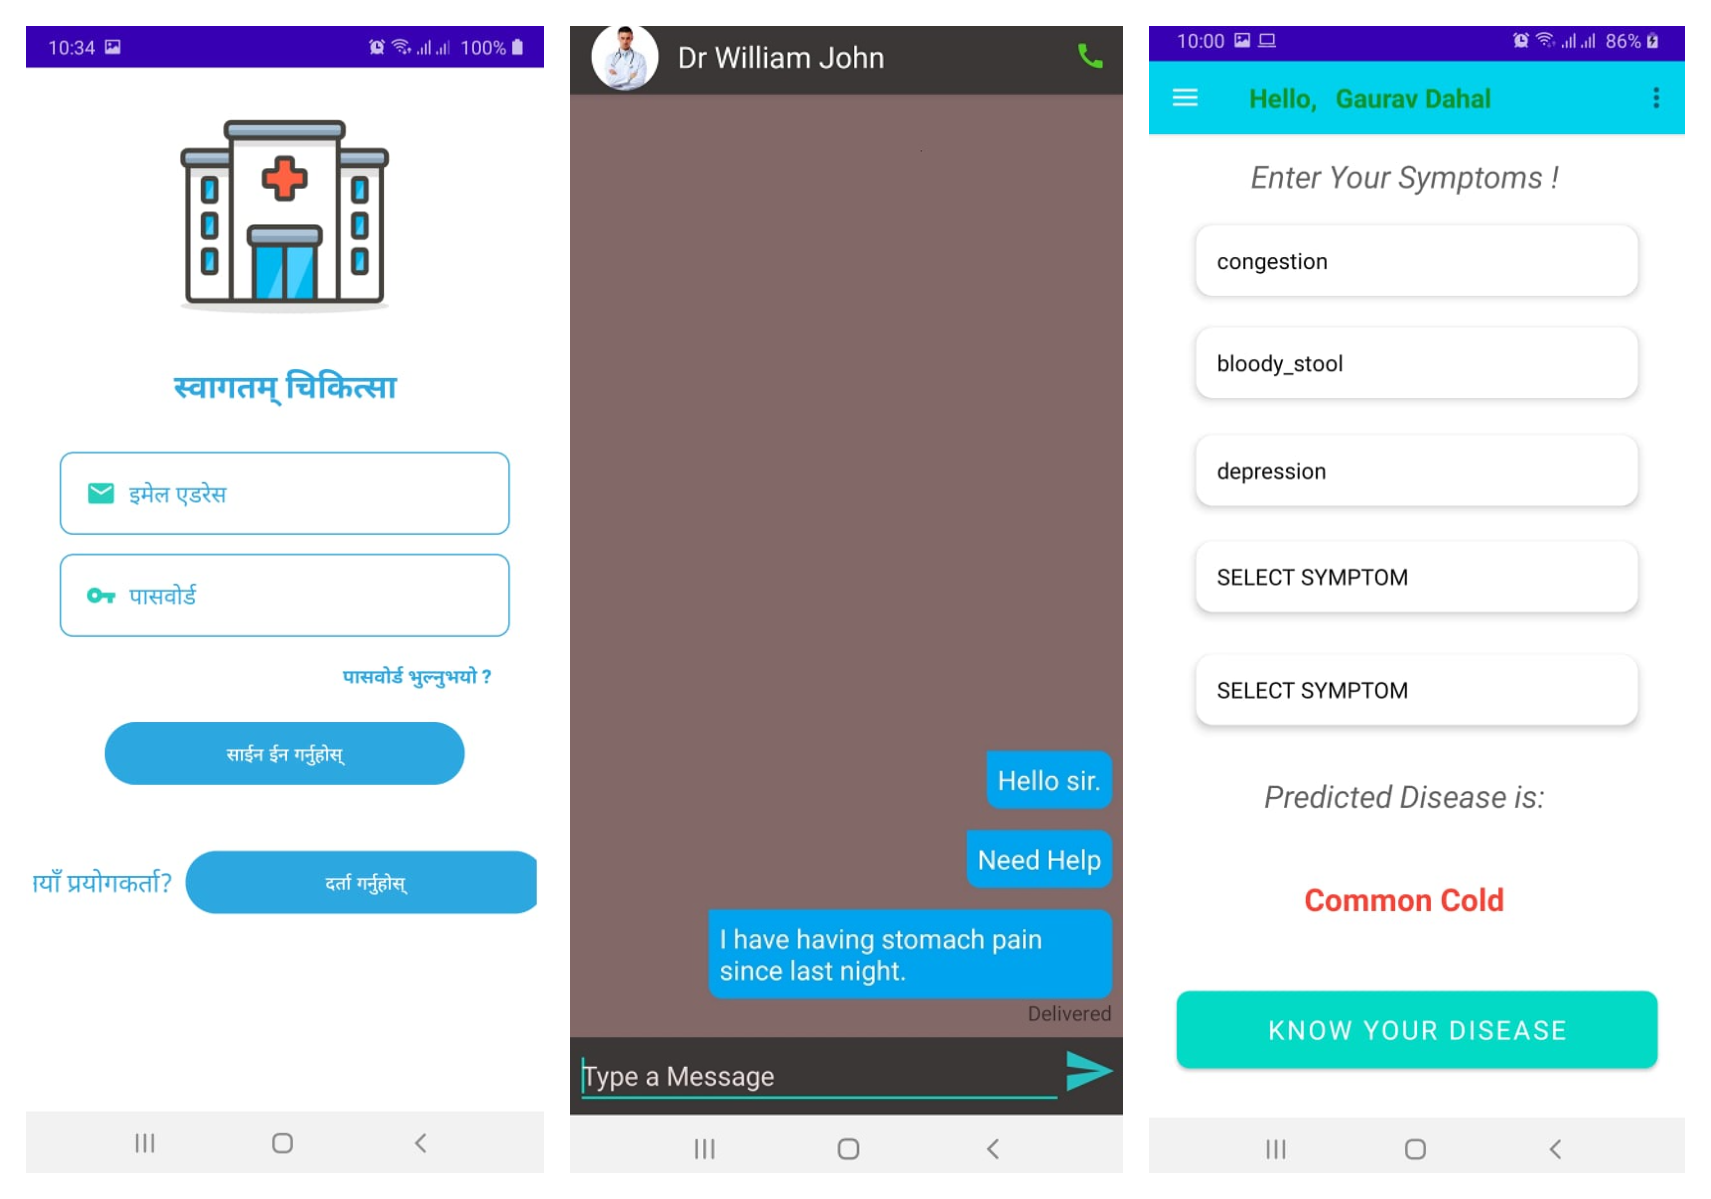 10:34
100%
स्वागतम् चिकित्सा
इमेल एडरेस
पासवोर्ड
पासवोर्ड भुल्नुभयो ?
साईन ईन गर्नुहोस्
प्रयोगकर्ता?
दर्ता गर्नुहोस्
Dr William John
Hello sir.
Need Help
I have having stomach pain
since last night.
Delivered
Type a Message
10:00
86%
Hello, Gaurav Dahal
Enter Your Symptoms !
congestion
bloody_stool
depression
SELECT SYMPTOM
SELECT SYMPTOM
Predicted Disease is:
Common Cold
KNOW YOUR DISEASE